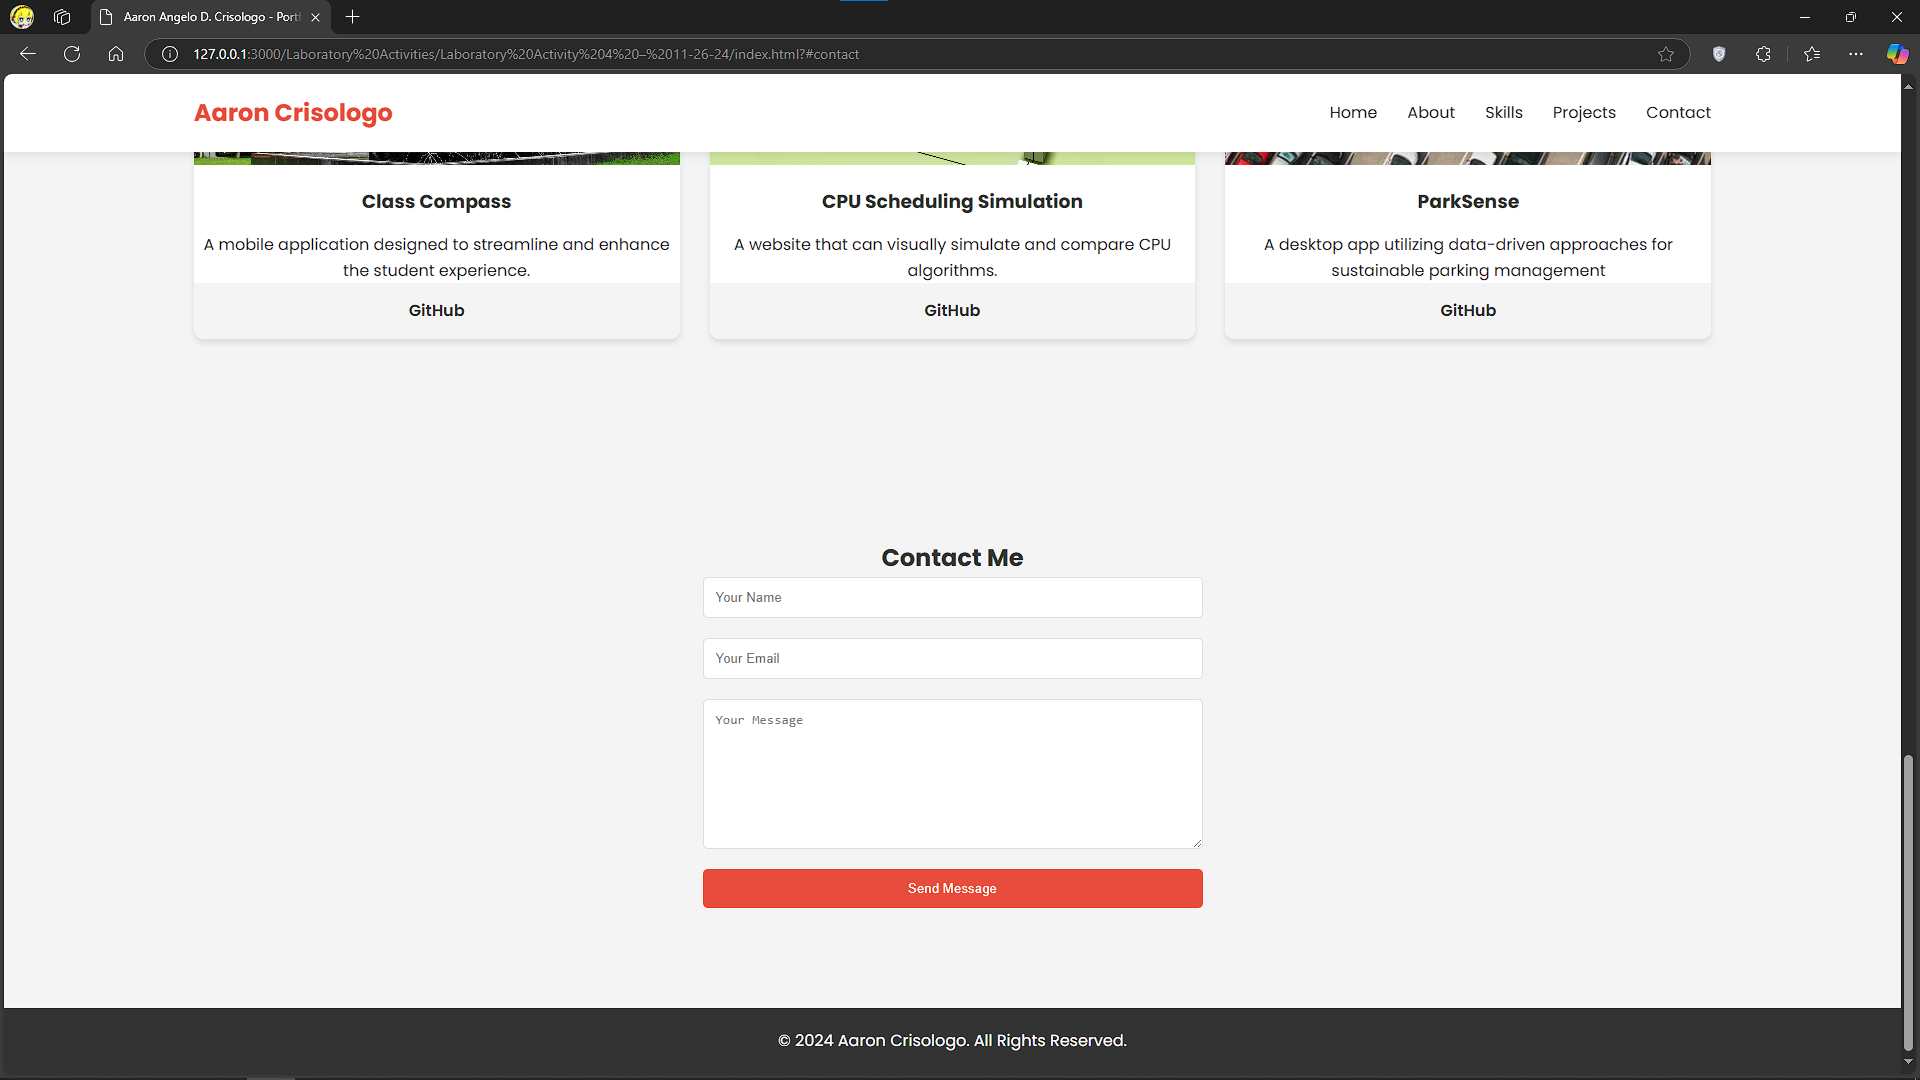 Aaron Angelo D. Crisologo - Portf
127.0.0.1:3000/Laboratory%20Activities/Laboratory%20Activity%204%20–%2011-26-24/index.html?#contact
Aaron Crisologo
Home About Skills Projects Contact
Class Compass
A mobile application designed to streamline and enhance
the student experience.
GitHub
CPU Scheduling Simulation
A website that can visually simulate and compare CPU
algorithms.
GitHub
ParkSense
A desktop app utilizing data-driven approaches for
sustainable parking management
GitHub
Contact Me
Your Name
Your Email
Your Message
Send Message
© 2024 Aaron Crisologo. All Rights Reserved.